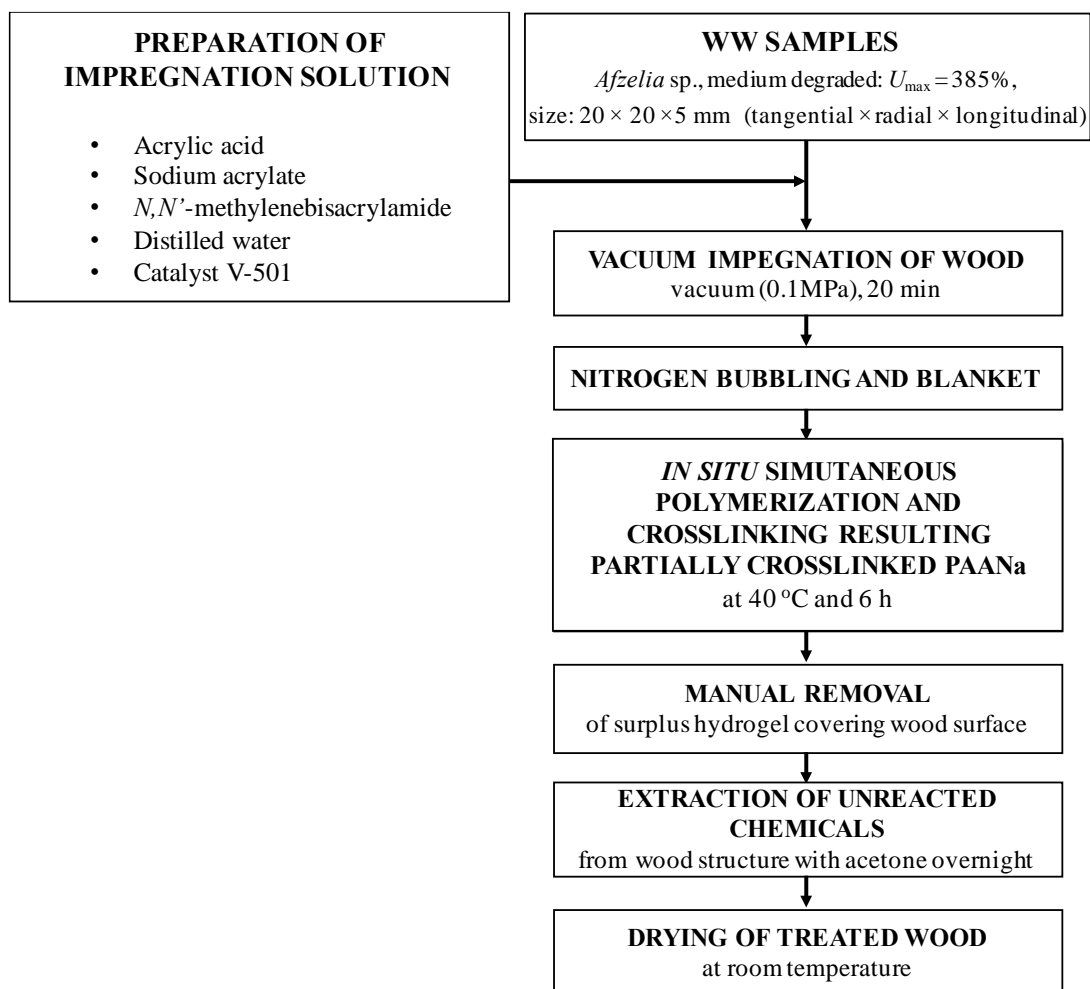 PREPARATION OF
IMPREGNATION SOLUTION
• Acrylic acid
• Sodium acrylate
• N,N’-methylenebisacrylamide
• Distilled water
• Catalyst V-501
WW SAMPLES
Afzelia sp., medium degraded: Umax = 385%,
size: 20 × 20 ×5 mm (tangential × radial × longitudinal)
VACUUM IMPEGNATION OF WOOD
vacuum (0.1MPa), 20 min
NITROGEN BUBBLING AND BLANKET
IN SITU SIMUTANEOUS
POLYMERIZATION AND
CROSSLINKING RESULTING
PARTIALLY CROSSLINKED PAANa
at 40 °C and 6 h
MANUAL REMOVAL
of surplus hydrogel covering wood surface
EXTRACTION OF UNREACTED
CHEMICALS
from wood structure with acetone overnight
DRYING OF TREATED WOOD
at room temperature